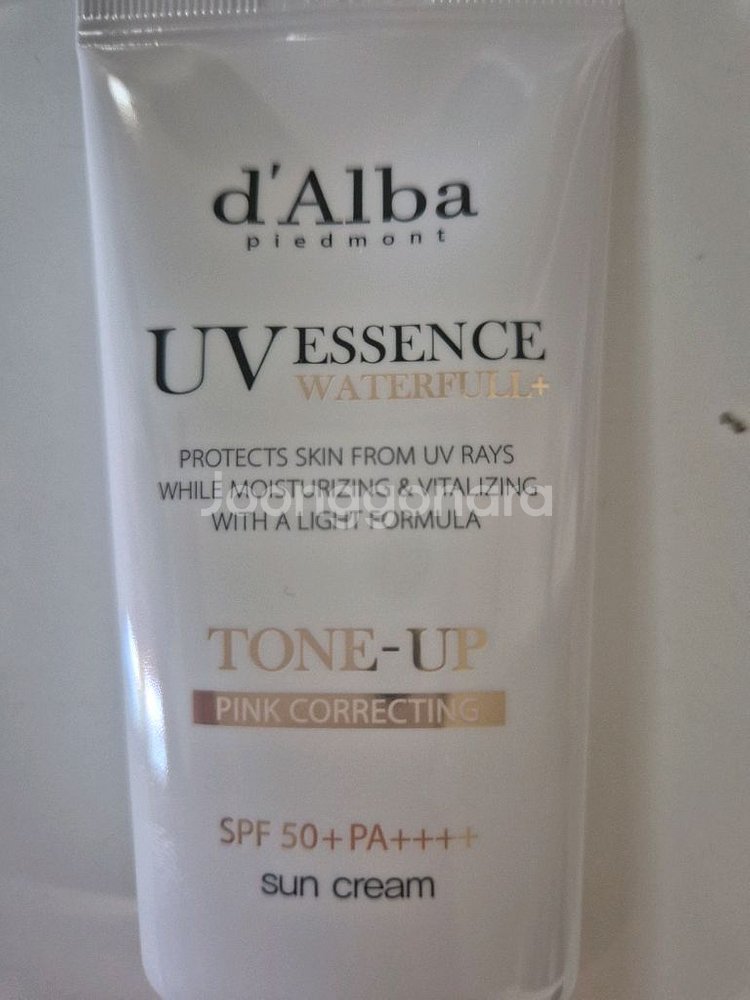 d'Alba
piedmont
UV ESSENCE
WATERFULL+
PROTECTS SKIN FROM UV RAYS
WHILE MOISTURIZING & VITALIZING
Joonggonara
WITH A LIGHT FORMULA
TONE-UP
PINK CORRECTING
SPF 50+ PA++++
sun cream